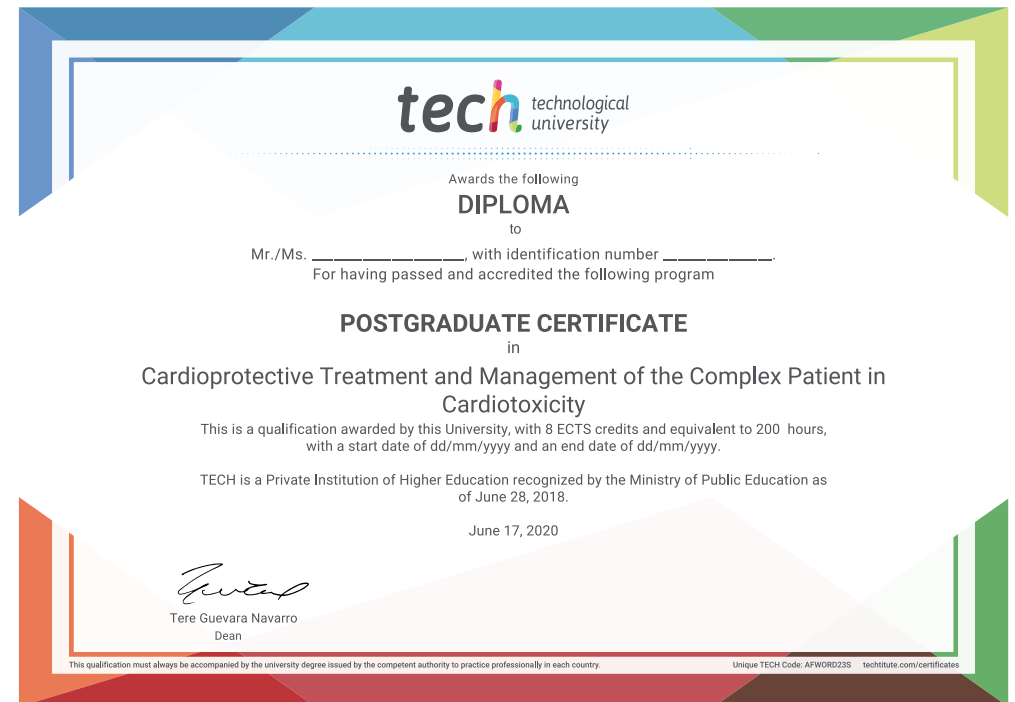 tech technological
university
Awards the following
DIPLOMA
to
Mr./Ms. ____________________, with identification number ______________.
For having passed and accredited the following program
POSTGRADUATE CERTIFICATE
in
Cardioprotective Treatment and Management of the Complex Patient in
Cardiotoxicity
This is a qualification awarded by this University, with 8 ECTS credits and equivalent to 200 hours,
with a start date of dd/mm/yyyy and an end date of dd/mm/yyyy.
TECH is a Private Institution of Higher Education recognized by the Ministry of Public Education as
of June 28, 2018.
June 17, 2020
Tere Guevara Navarro
Dean
This qualification must always be accompanied by the university degree issued by the competent authority to practice professionally in each country.
Unique TECH Code: AFWORD23S techtitute.com/certificates